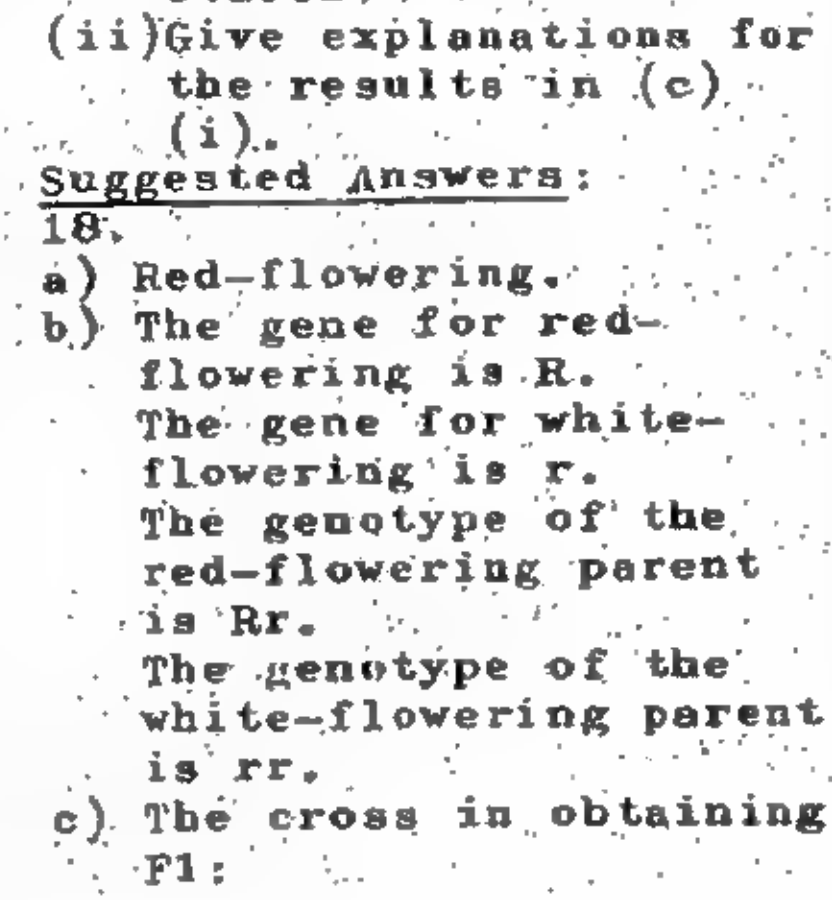 (ii)Give explanations for
the results in (c)
(i).
Suggested Answers:
18.
a) Red-flowering.
b) The gene for red-
flowering is R.
The gene for white-
flowering is r.
The genotype of the
red-flowering parent
is Rr.
The genotype of the
white-flowering parent
is rr.
c) The cross in obtaining
F1: